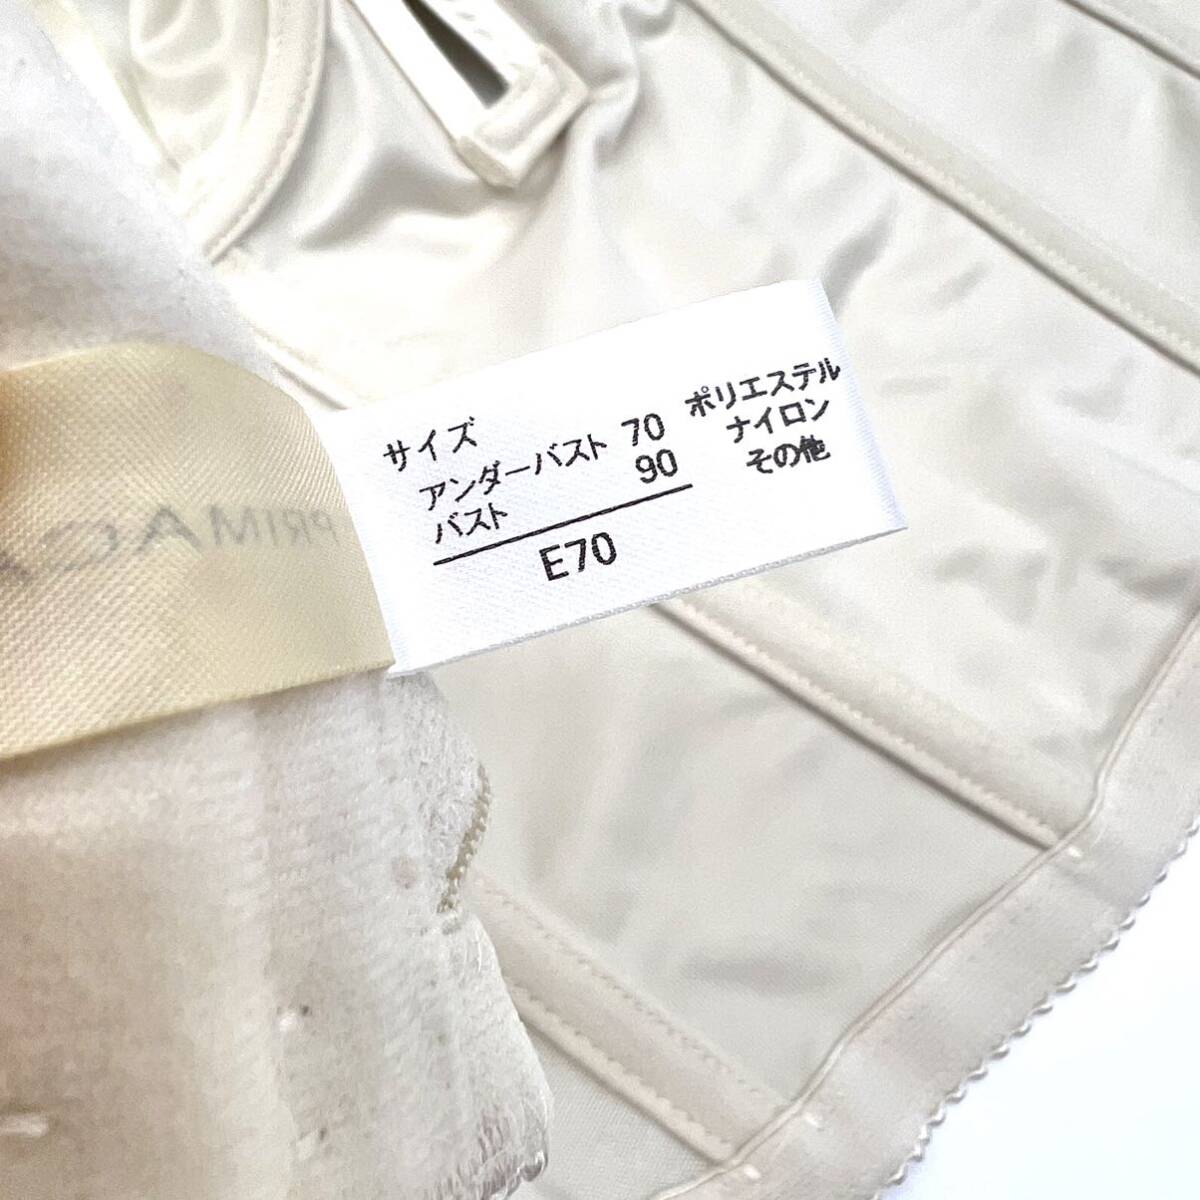 サイズ
アンダーバスト 70
バスト 90
E70
ポリエステル
ナイロン
その他